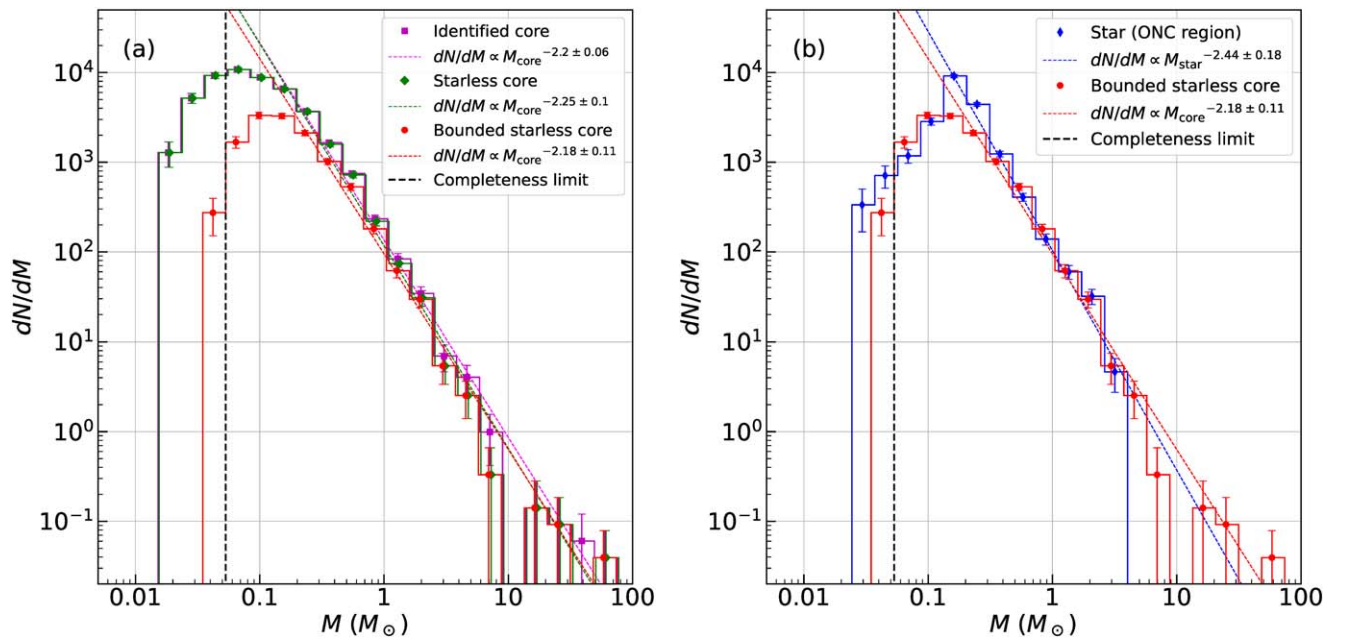 (a)
Identified core
dN/dM ∝ M_core^−2.2 ± 0.06
Starless core
dN/dM ∝ M_core^−2.25 ± 0.1
Bounded starless core
dN/dM ∝ M_core^−2.18 ± 0.11
Completeness limit
10^4
10^3
10^2
10^1
10^0
10^−1
dN/dM
0.01
0.1
1
10
100
M (M_⊙)
(b)
Star (ONC region)
dN/dM ∝ M_star^−2.44 ± 0.18
Bounded starless core
dN/dM ∝ M_core^−2.18 ± 0.11
Completeness limit
10^4
10^3
10^2
10^1
10^0
10^−1
dN/dM
0.01
0.1
1
10
100
M (M_⊙)